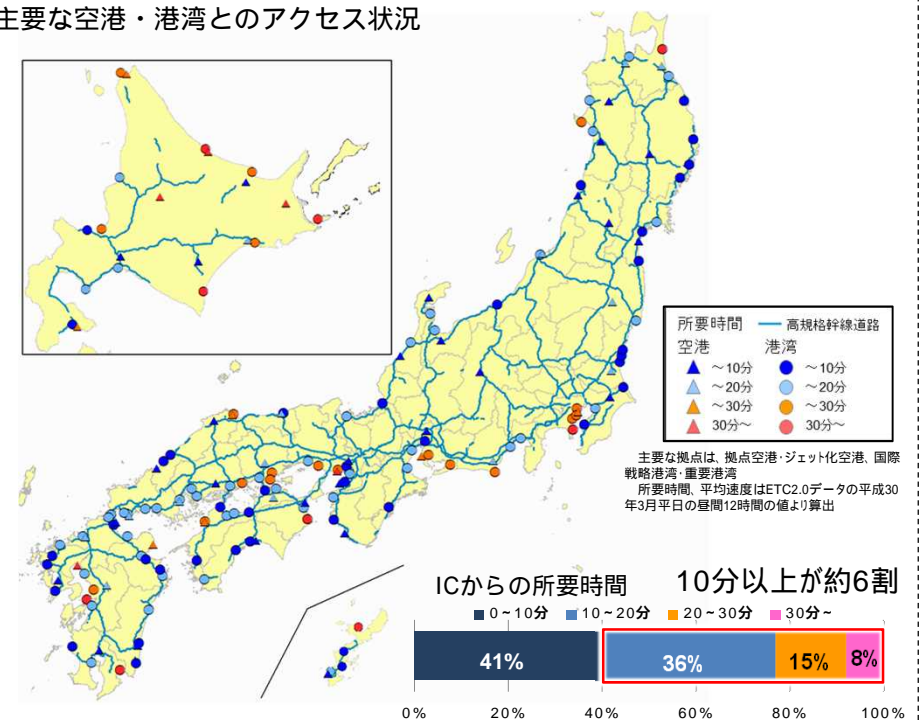 主要な空港・港湾とのアクセス状況
所要時間 高規格幹線道路
空港 港湾
～10分 ～10分
～20分 ～20分
～30分 ～30分
30分～ 30分～
主要な拠点は、拠点空港・ジェット化空港、国際
戦略港湾・重要港湾
所要時間、平均速度はETC2.0データの平成30
年3月平日の昼間12時間の値より算出
ICからの所要時間 10分以上が約6割
0～10分 10～20分 20～30分 30分～
41% 36% 15% 8%
0% 20% 40% 60% 80% 100%